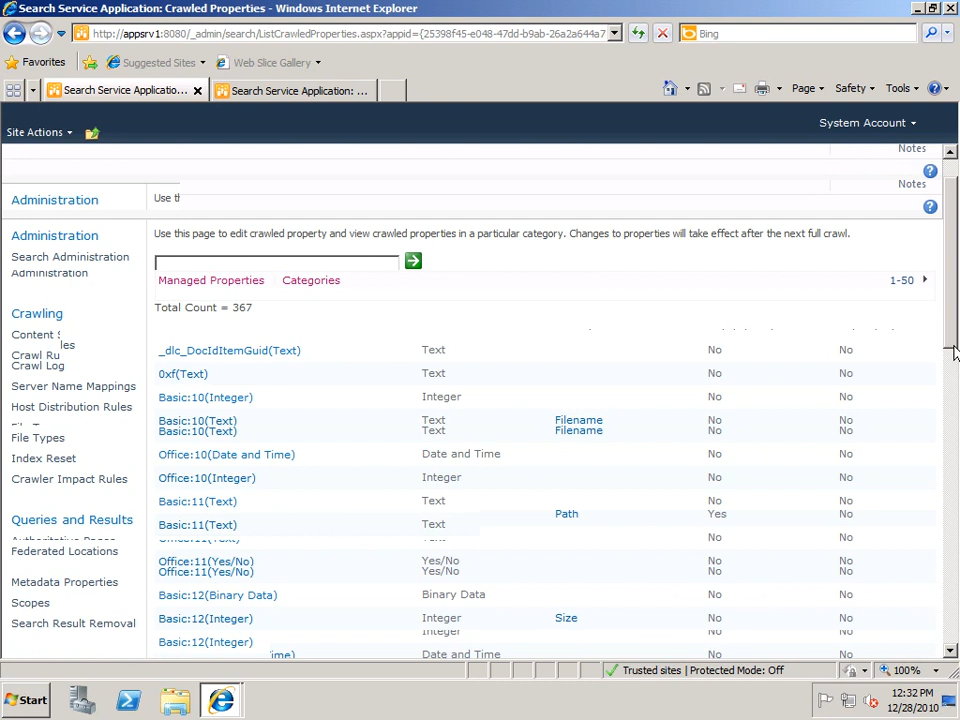 Search Service Application: Crawled Properties - Windows Internet Explorer
http://appsrv1:8080/_admin/search/ListCrawledProperties.aspx?appid={25398f45-e048-47dd-b9ab-26a2a644a7
Bing
Favorites
Suggested Sites
Web Slice Gallery
Search Service Applicatio...
Search Service Application: ...
Page
Safety
Tools
Site Actions
System Account
Notes
Notes
Administration
Use
Administration
Use this page to edit crawled property and view crawled properties in a particular category. Changes to properties will take effect after the next full crawl.
Search Administration
Administration
Managed Properties Categories 1-50
Total Count = 367
Crawling
Content
Crawl
Crawl Log
Server Name Mappings
Host Distribution Rules
File Types
Index Reset
Crawler Impact Rules
Queries and Results
Federated Locations
Metadata Properties
Scopes
Search Result Removal
_dlc_DocIdItemGuid(Text) Text No No
0xf(Text) Text No No
Basic:10(Integer) Integer No No
Basic:10(Text) Text Filename No No
Basic:10(Text) Text Filename No No
Office:10(Date and Time) Date and Time No No
Office:10(Integer) Integer No No
Basic:11(Text) Text No No
Path Yes No
Basic:11(Text) Text
No No
Office:11(Yes/No) Yes/No No No
Office:11(Yes/No) Yes/No No No
Basic:12(Binary Data) Binary Data No No
Basic:12(Integer) Integer Size No No
Integer No No
Basic:12(Integer)
Date and Time No No
Trusted sites | Protected Mode: Off
100%
Start
12:32 PM
12/28/2010